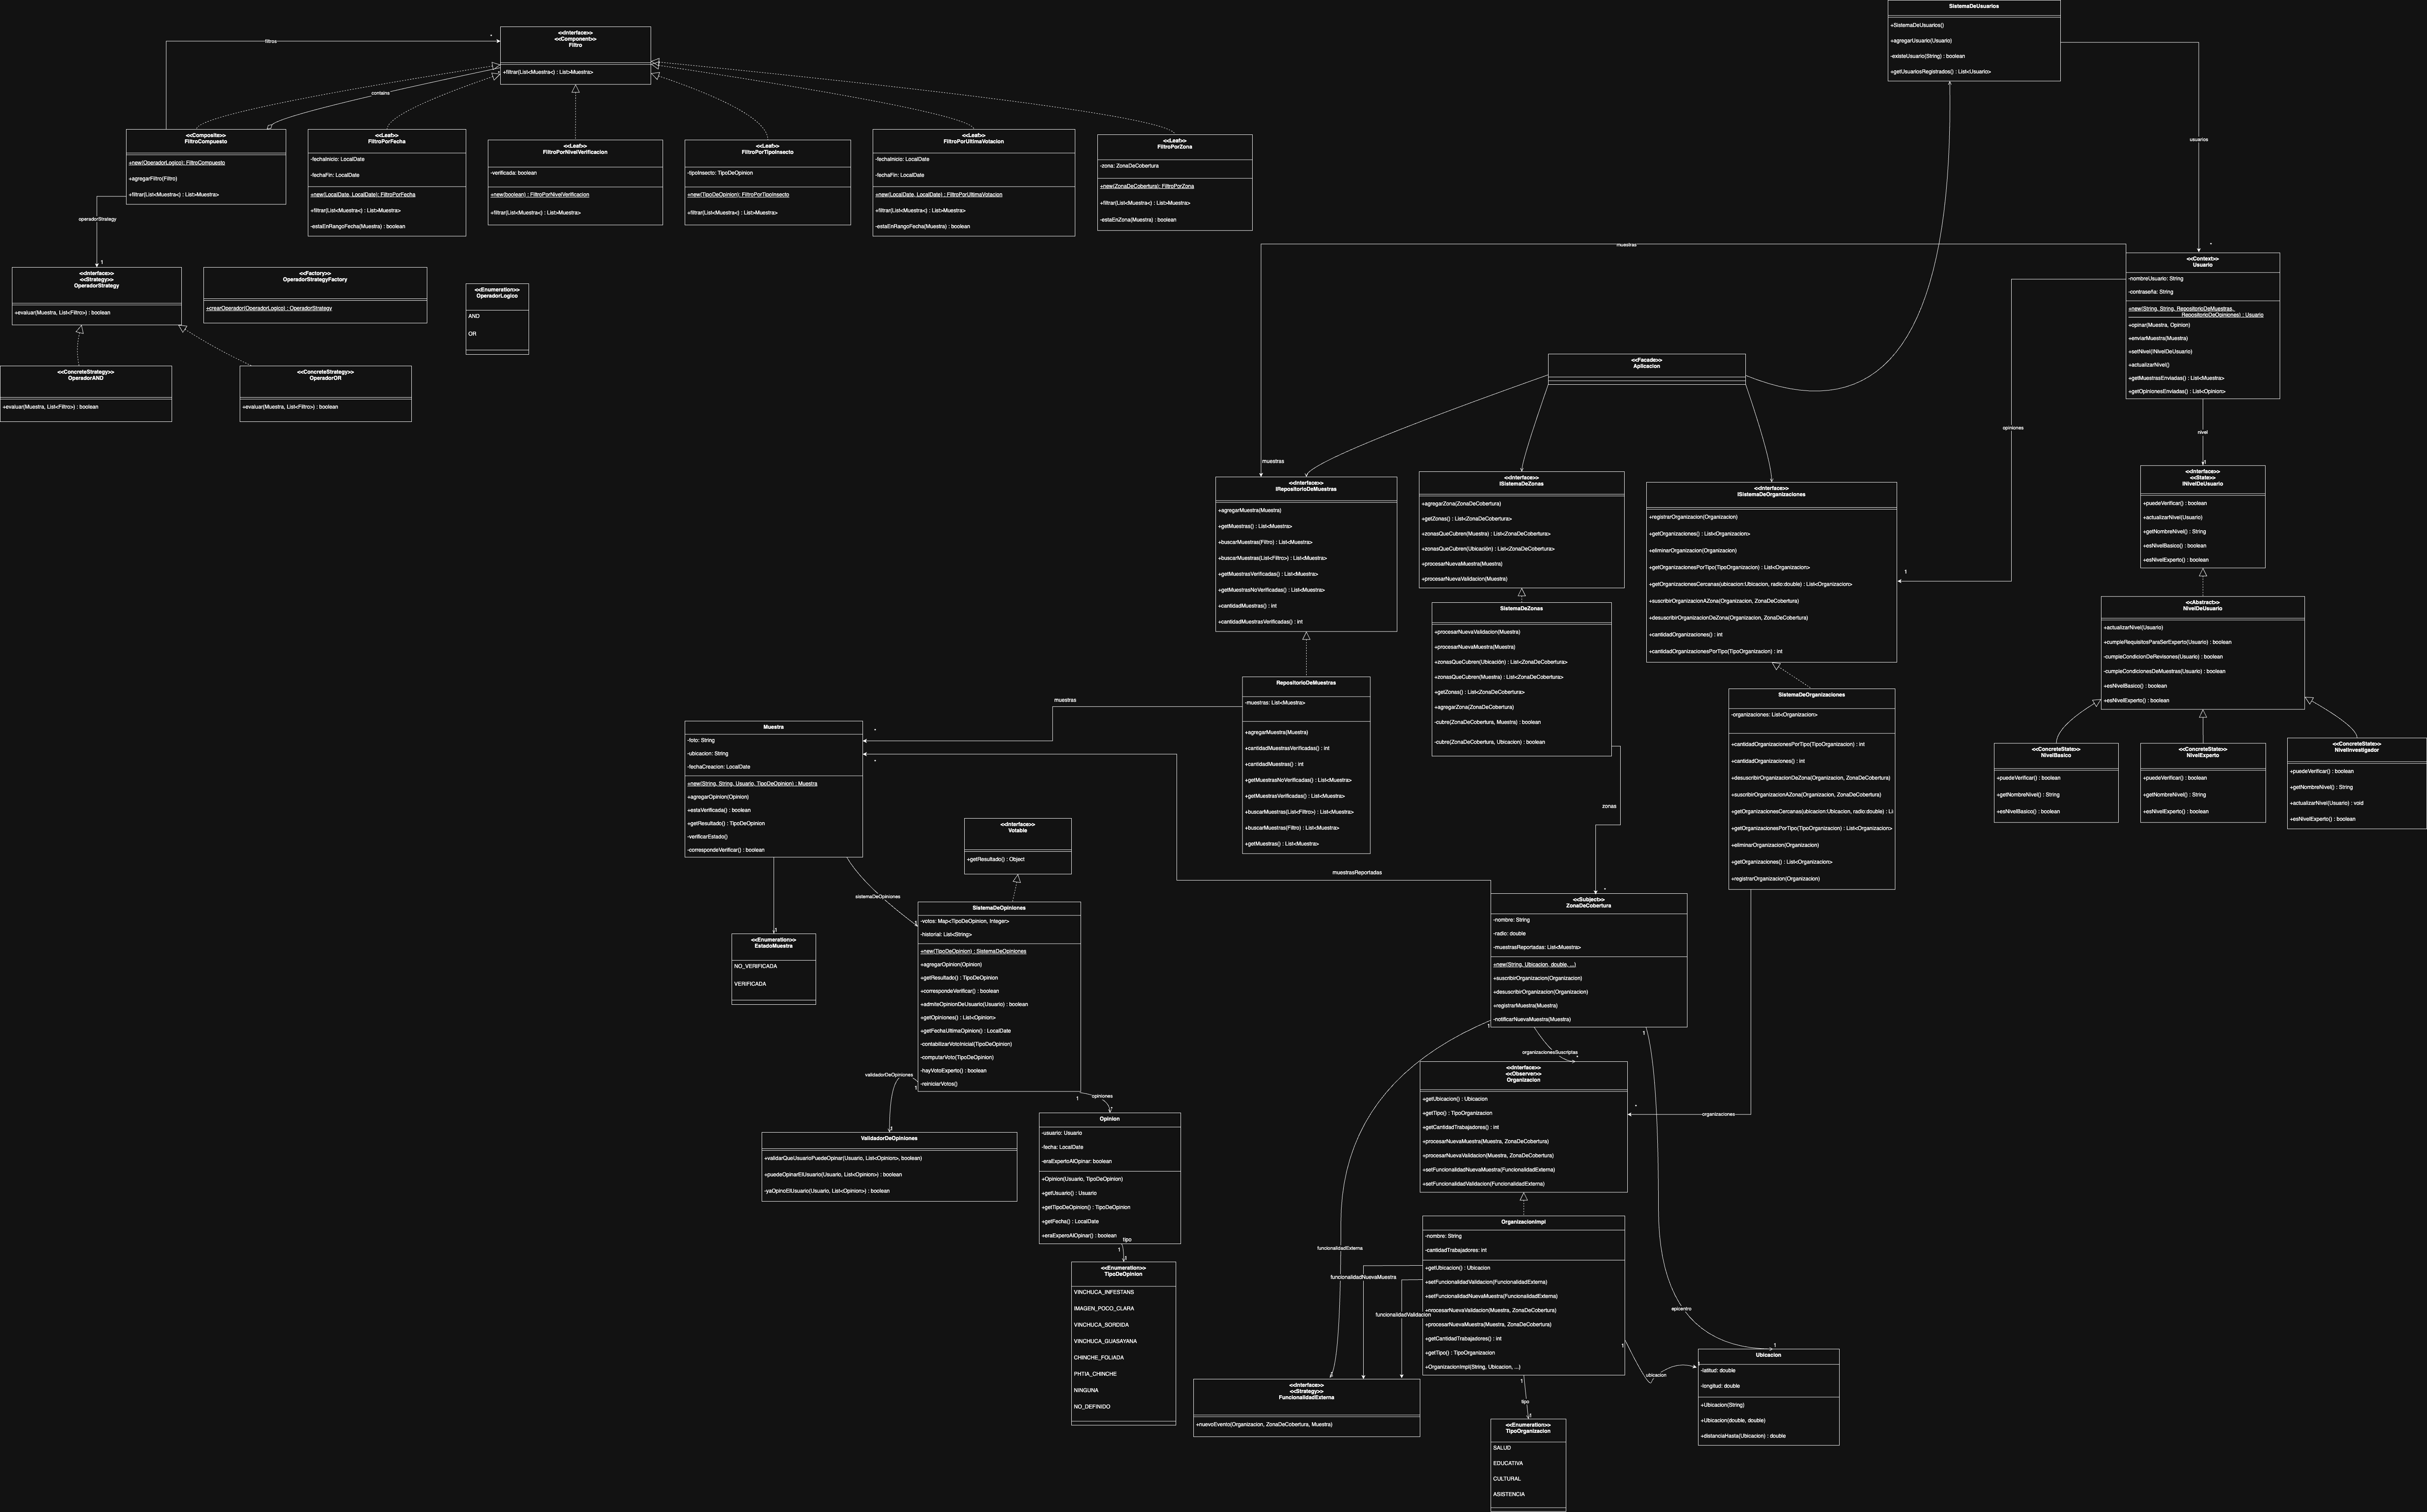 SistemaDeUsuarios
+SistemaDeUsuarios()
+agregarUsuario(Usuario)
-existeUsuario(String) : boolean
+getUsuariosRegistrados() : List<Usuario>
usuarios
*
filtros
*
<<Interface>>
<<Component>>
Filtro
+filtrar(List<Muestra<) : List>Muestra>
contains
<<Composite>>
FiltroCompuesto
+new(OperadorLogico): FiltroCompuesto
+agregarFiltro(Filtro)
+filtrar(List<Muestra<) : List>Muestra>
<<Leaf>>
FiltroPorFecha
-fechaInicio: LocalDate
-fechaFin: LocalDate
+new(LocalDate, LocalDate): FiltroPorFecha
+filtrar(List<Muestra<) : List>Muestra>
-estaEnRangoFecha(Muestra) : boolean
<<Leaf>>
FiltroPorNivelVerificacion
-verificada: boolean
+new(boolean) : FiltroPorNivelVerificacion
+filtrar(List<Muestra<) : List>Muestra>
<<Leaf>>
FiltroPorTipoInsecto
-tipoInsecto: TipoDeOpinion
+new(TipoDeOpinion): FiltroPorTipoInsecto
+filtrar(List<Muestra<) : List>Muestra>
<<Leaf>>
FiltroPorUltimaVotacion
-fechaInicio: LocalDate
-fechaFin: LocalDate
+new(LocalDate, LocalDate) : FiltroPorUltimaVotacion
+filtrar(List<Muestra<) : List>Muestra>
-estaEnRangoFecha(Muestra) : boolean
<<Leaf>>
FiltroPorZona
-zona: ZonaDeCobertura
+new(ZonaDeCobertura): FiltroPorZona
+filtrar(List<Muestra<) : List>Muestra>
-estaEnZona(Muestra) : boolean
operadorStrategy
1
<<Interface>>
<<Strategy>>
OperadorStrategy
+evaluar(Muestra, List<Filtro>) : boolean
<<Factory>>
OperadorStrategyFactory
+crearOperador(OperadorLogico) : OperadorStrategy
<<Enumeration>>
OperadorLogico
AND
OR
<<ConcreteStrategy>>
OperadorAND
+evaluar(Muestra, List<Filtro>) : boolean
<<ConcreteStrategy>>
OperadorOR
+evaluar(Muestra, List<Filtro>) : boolean
muestras
muestras
<<Context>>
Usuario
-nombreUsuario: String
-contraseña: String
+new(String, String, RepositorioDeMuestras,
RepositorioDeOpiniones) : Usuario
+opinar(Muestra, Opinion)
+enviarMuestra(Muestra)
+setNivel(INivelDeUsuario)
+actualizarNivel()
+getMuestrasEnviadas() : List<Muestra>
+getOpinionesEnviadas() : List<Opinion>
opiniones
1
nivel
1
<<Facade>>
Aplicacion
<<Interface>>
IRepositorioDeMuestras
+agregarMuestra(Muestra)
+getMuestras() : List<Muestra>
+buscarMuestras(Filtro) : List<Muestra>
+buscarMuestras(List<Filtro>) : List<Muestra>
+getMuestrasVerificadas() : List<Muestra>
+getMuestrasNoVerificadas() : List<Muestra>
+cantidadMuestras() : int
+cantidadMuestrasVerificadas() : int
<<Interface>>
ISistemaDeZonas
+agregarZona(ZonaDeCobertura)
+getZonas() : List<ZonaDeCobertura>
+zonasQueCubren(Muestra) : List<ZonaDeCobertura>
+zonasQueCubren(Ubicación) : List<ZonaDeCobertura>
+procesarNuevaMuestra(Muestra)
+procesarNuevaValidacion(Muestra)
<<Interface>>
ISistemaDeOrganizaciones
+registrarOrganizacion(Organizacion)
+getOrganizaciones() : List<Organizacion>
+eliminarOrganizacion(Organizacion)
+getOrganizacionesPorTipo(TipoOrganizacion) : List<Organizacion>
+getOrganizacionesCercanas(ubicacion:Ubicacion, radio:double) : List<Organizacion>
+suscribirOrganizacionAZona(Organizacion, ZonaDeCobertura)
+desuscribirOrganizacionDeZona(Organizacion, ZonaDeCobertura)
+cantidadOrganizaciones() : int
+cantidadOrganizacionesPorTipo(TipoOrganizacion) : int
<<Interface>>
<<State>>
INivelDeUsuario
+puedeVerificar() : boolean
+actualizarNivel(Usuario)
+getNombreNivel() : String
+esNivelBasico() : boolean
+esNivelExperto() : boolean
<<Abstract>>
NivelDeUsuario
+actualizarNivel(Usuario)
+cumpleRequisitosParaSerExperto(Usuario) : boolean
-cumpleCondicionDeRevisones(Usuario) : boolean
-cumpleCondicionesDeMuestras(Usuario) : boolean
+esNivelBasico() : boolean
+esNivelExperto() : boolean
<<ConcreteState>>
NivelBasico
+puedeVerificar() : boolean
+getNombreNivel() : String
+esNivelBasico() : boolean
<<ConcreteState>>
NivelExperto
+puedeVerificar() : boolean
+getNombreNivel() : String
+esNivelExperto() : boolean
<<ConcreteState>>
NivelInvestigador
+puedeVerificar() : boolean
+getNombreNivel() : String
+actualizarNivel(Usuario) : void
+esNivelExperto() : boolean
SistemaDeZonas
+procesarNuevaValidacion(Muestra)
+procesarNuevaMuestra(Muestra)
+zonasQueCubren(Ubicación) : List<ZonaDeCobertura>
+zonasQueCubren(Muestra) : List<ZonaDeCobertura>
+getZonas() : List<ZonaDeCobertura>
+agregarZona(ZonaDeCobertura)
-cubre(ZonaDeCobertura, Muestra) : boolean
-cubre(ZonaDeCobertura, Ubicacion) : boolean
zonas
*
RepositorioDeMuestras
-muestras: List<Muestra>
+agregarMuestra(Muestra)
+cantidadMuestrasVerificadas() : int
+cantidadMuestras() : int
+getMuestrasNoVerificadas() : List<Muestra>
+getMuestrasVerificadas() : List<Muestra>
+buscarMuestras(List<Filtro>) : List<Muestra>
+buscarMuestras(Filtro) : List<Muestra>
+getMuestras() : List<Muestra>
SistemaDeOrganizaciones
-organizaciones: List<Organizacion>
+cantidadOrganizacionesPorTipo(TipoOrganizacion) : int
+cantidadOrganizaciones() : int
+desuscribirOrganizacionDeZona(Organizacion, ZonaDeCobertura)
+suscribirOrganizacionAZona(Organizacion, ZonaDeCobertura)
+getOrganizacionesCercanas(ubicacion:Ubicacion, radio:double) : Li
+getOrganizacionesPorTipo(TipoOrganizacion) : List<Organizacion>
+eliminarOrganizacion(Organizacion)
+getOrganizaciones() : List<Organizacion>
+registrarOrganizacion(Organizacion)
muestras
*
*
Muestra
-foto: String
-ubicacion: String
-fechaCreacion: LocalDate
+new(String, String, Usuario, TipoDeOpinion) : Muestra
+agregarOpinion(Opinion)
+estaVerificada() : boolean
+getResultado() : TipoDeOpinion
-verificarEstado()
-correspondeVerificar() : boolean
sistemaDeOpiniones
1
1
<<Enumeration>>
EstadoMuestra
NO_VERIFICADA
VERIFICADA
<<Interface>>
Votable
+getResultado() : Object
SistemaDeOpiniones
-votos: Map<TipoDeOpinion, Integer>
-historial: List<String>
+new(TipoDeOpinion) : SistemaDeOpiniones
+agregarOpinion(Opinion)
+getResultado() : TipoDeOpinion
+correspondeVerificar() : boolean
+admiteOpinionDeUsuario(Usuario) : boolean
+getOpiniones() : List<Opinion>
+getFechaUltimaOpinion() : LocalDate
-contabilizarVotoInicial(TipoDeOpinion)
-computarVoto(TipoDeOpinion)
-hayVotoExperto() : boolean
-reiniciarVotos()
validadorDeOpiniones
1
1
opiniones
1
*
ValidadorDeOpiniones
+validarQueUsuarioPuedeOpinar(Usuario, List<Opinion>, boolean)
+puedeOpinarElUsuario(Usuario, List<Opinion>) : boolean
-yaOpinoElUsuario(Usuario, List<Opinion>) : boolean
Opinion
-usuario: Usuario
-fecha: LocalDate
-eraExpertoAlOpinar: boolean
+Opinion(Usuario, TipoDeOpinion)
+getUsuario() : Usuario
+getTipoDeOpinion() : TipoDeOpinion
+getFecha() : LocalDate
+eraExperoAlOpinar() : boolean
tipo
1
1
<<Enumeration>>
TipoDeOpinion
VINCHUCA_INFESTANS
IMAGEN_POCO_CLARA
VINCHUCA_SORDIDA
VINCHUCA_GUASAYANA
CHINCHE_FOLIADA
PHTIA_CHINCHE
NINGUNA
NO_DEFINIDO
muestrasReportadas
<<Subject>>
ZonaDeCobertura
-nombre: String
-radio: double
-muestrasReportadas: List<Muestra>
+new(String, Ubicacion, double, ...)
+suscribirOrganizacion(Organizacion)
+desuscribirOrganizacion(Organizacion)
+registrarMuestra(Muestra)
-notificarNuevaMuestra(Muestra)
1
1
organizacionesSuscriptas
*
<<Interface>>
<<Observer>>
Organizacion
+getUbicacion() : Ubicacion
+getTipo() : TipoOrganizacion
+getCantidadTrabajadores() : int
+procesarNuevaMuestra(Muestra, ZonaDeCobertura)
+procesarNuevaValidacion(Muestra, ZonaDeCobertura)
+setFuncionalidadNuevaMuestra(FuncionalidadExterna)
+setFuncionalidadValidacion(FuncionalidadExterna)
*
organizaciones
OrganizacionImpl
-nombre: String
-cantidadTrabajadores: int
+getUbicacion() : Ubicacion
+setFuncionalidadValidacion(FuncionalidadExterna)
+setFuncionalidadNuevaMuestra(FuncionalidadExterna)
+procesarNuevaValidacion(Muestra, ZonaDeCobertura)
+procesarNuevaMuestra(Muestra, ZonaDeCobertura)
+getCantidadTrabajadores() : int
+getTipo() : TipoOrganizacion
+OrganizacionImpl(String, Ubicacion, ...)
funcionalidadExterna
funcionalidadNuevaMuestra
funcionalidadValidacion
epicentro
1
1
ubicacion
1
Ubicacion
-latitud: double
-longitud: double
+Ubicacion(String)
+Ubicacion(double, double)
+distanciaHasta(Ubicacion) : double
1
<<Interface>>
<<Strategy>>
FuncionalidadExterna
+nuevoEvento(Organizacion, ZonaDeCobertura, Muestra)
1
tipo
1
<<Enumeration>>
TipoOrganizacion
SALUD
EDUCATIVA
CULTURAL
ASISTENCIA